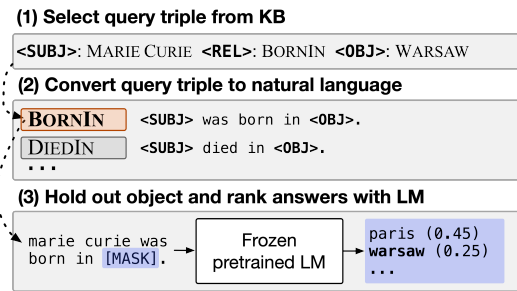 (1) Select query triple from KB
<SUBJ>: MARIE CURIE <REL>: BORNIN <OBJ>: WARSAW
(2) Convert query triple to natural language
BORNIN <SUBJ> was born in <OBJ>.
DIEDIN <SUBJ> died in <OBJ>.
...
(3) Hold out object and rank answers with LM
marie curie was
born in [MASK].
Frozen
pretrained LM
paris (0.45)
warsaw (0.25)
...